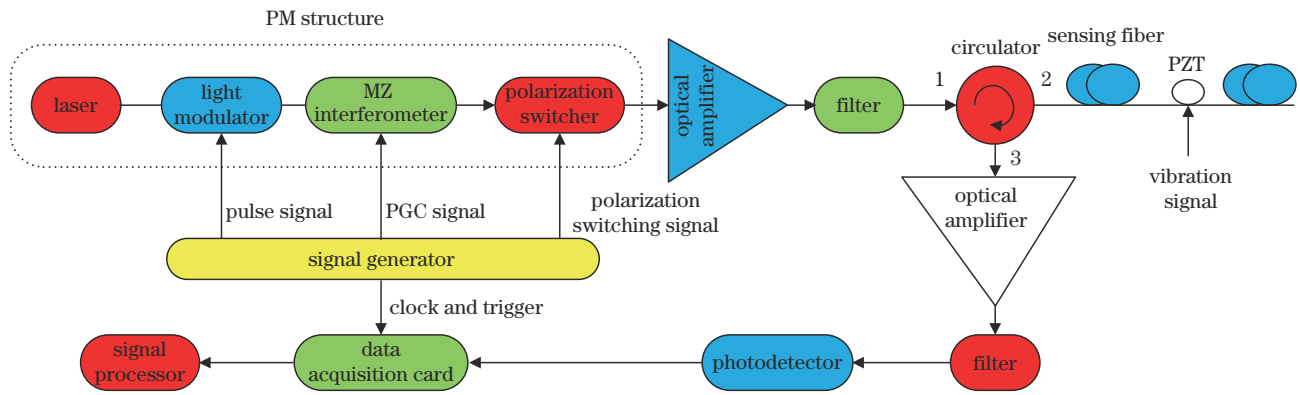 PM structure
laser
light
modulator
MZ
interferometer
polarization
switcher
optical
amplifier
filter
circulator
1
2
3
sensing fiber
PZT
vibration
signal
pulse signal
PGC signal
polarization
switching signal
optical
amplifier
signal generator
clock and trigger
signal
processor
data
acquisition card
photodetector
filter